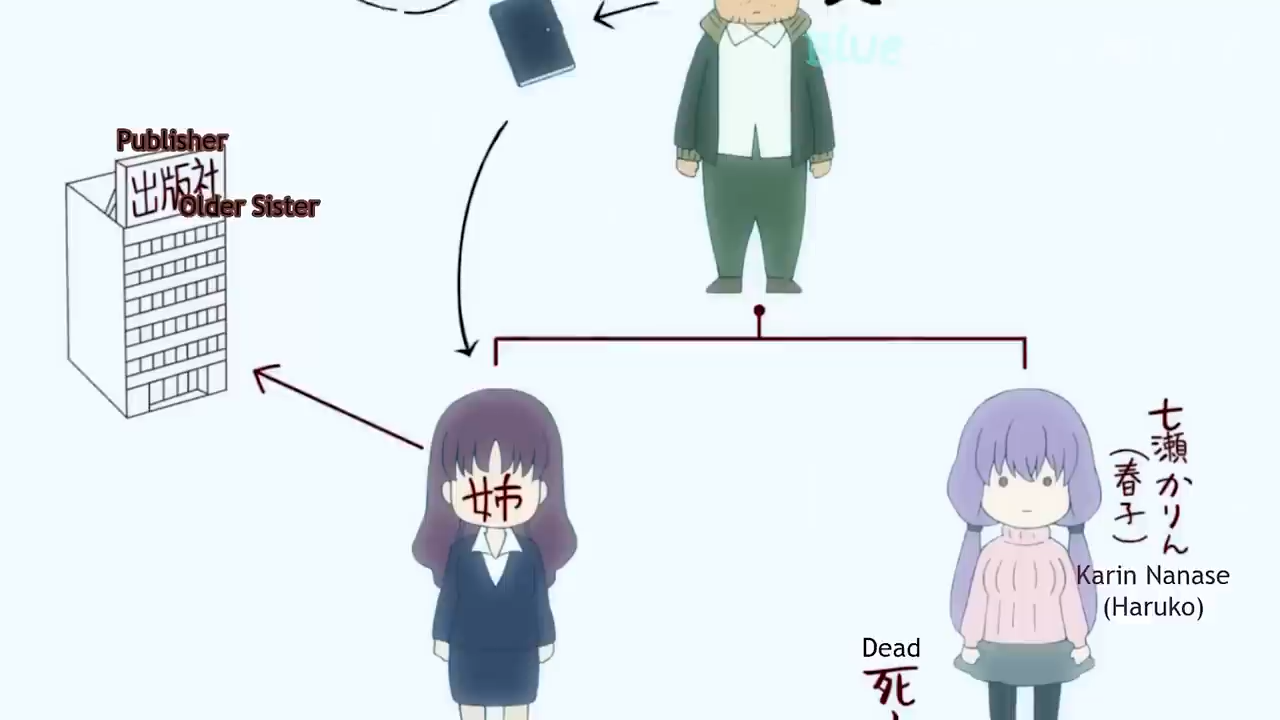 Blue
Publisher
出版社
Older Sister
姉
七瀬かりん
(春子)
Karin Nanase
(Haruko)
Dead
死